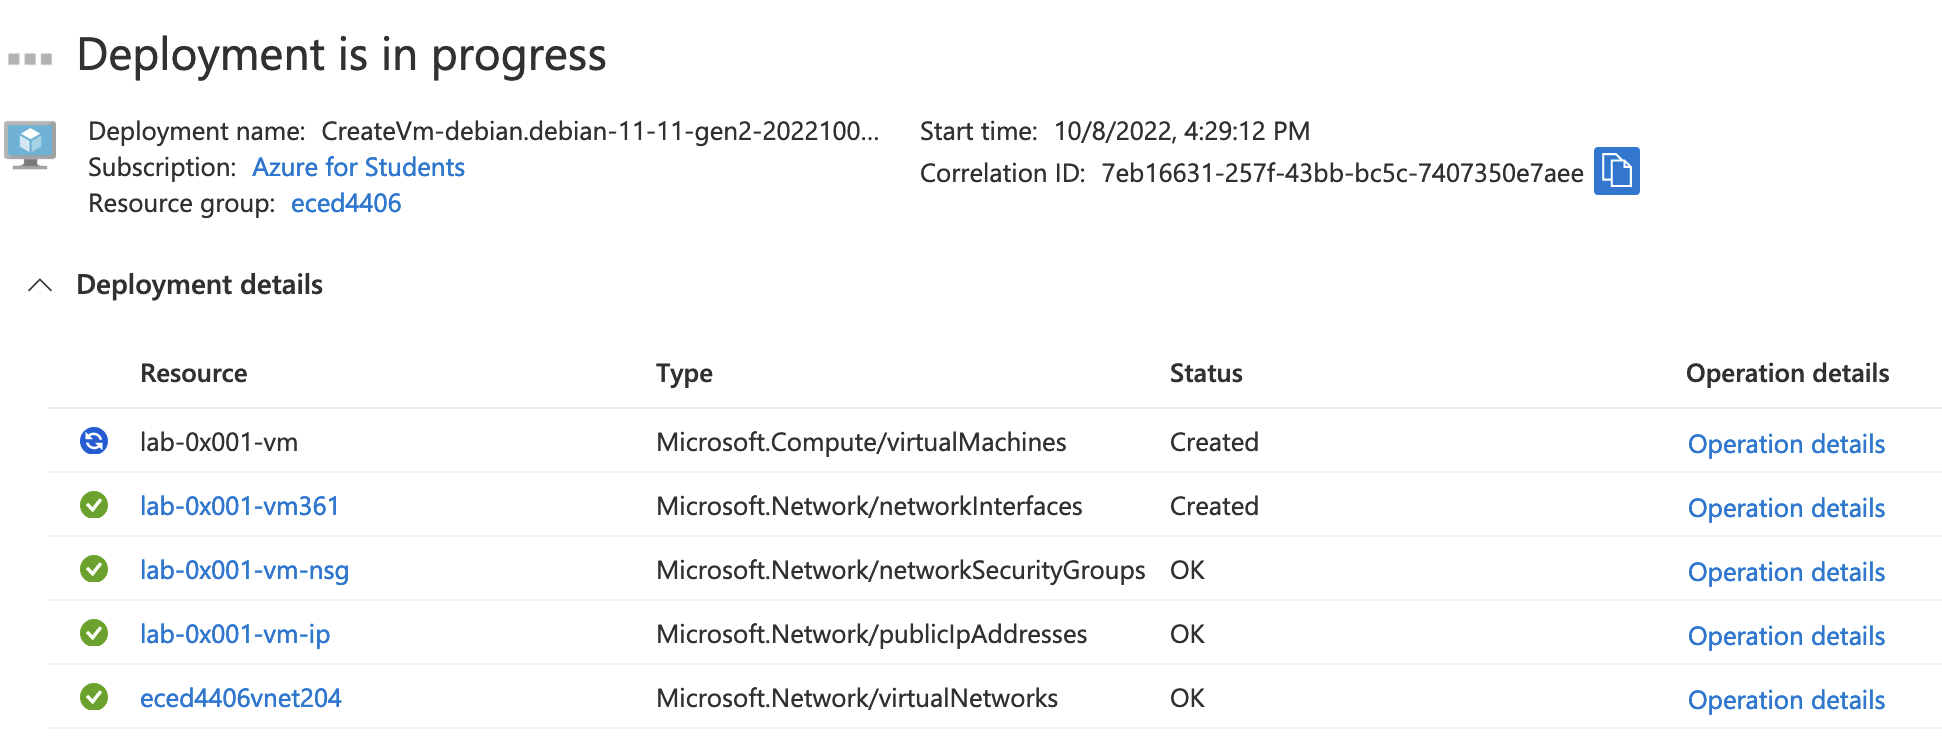 Deployment is in progress
Deployment name: CreateVm-debian.debian-11-11-gen2-2022100...
Subscription: Azure for Students
Resource group: eced4406
Start time: 10/8/2022, 4:29:12 PM
Correlation ID: 7eb16631-257f-43bb-bc5c-7407350e7aee
Deployment details
Resource Type Status Operation details
lab-0x001-vm Microsoft.Compute/virtualMachines Created Operation details
lab-0x001-vm361 Microsoft.Network/networkInterfaces Created Operation details
lab-0x001-vm-nsg Microsoft.Network/networkSecurityGroups OK Operation details
lab-0x001-vm-ip Microsoft.Network/publicIpAddresses OK Operation details
eced4406vnet204 Microsoft.Network/virtualNetworks OK Operation details